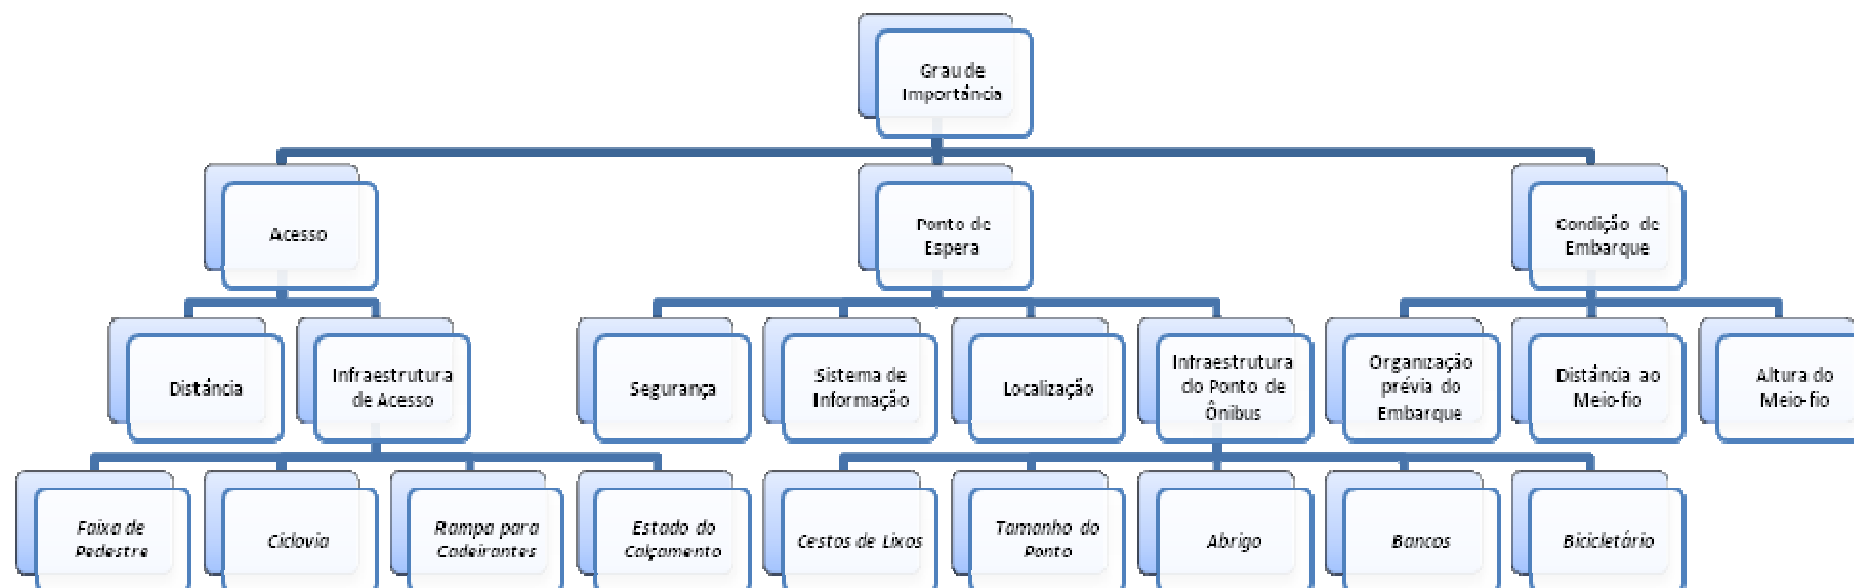 Grau de
Importância
Acesso
Ponto de
Espera
Condição de
Embarque
Distância
Infraestrutura
de Acesso
Segurança
Sistema de
Informação
Localização
Infraestrutura
do Ponto de
Ônibus
Organização
prévia do
Embarque
Distância ao
Meio-fio
Altura do
Meio-fio
Faixa de
Pedestre
Ciclovia
Rampa para
Cadeirantes
Estado do
Calçamento
Cestos de Lixos
Tamanho do
Ponto
Abrigo
Bancos
Bicicletário